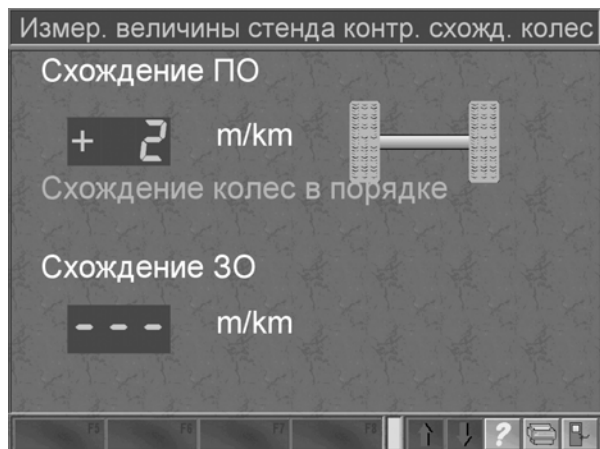 Измер. величины стенда контр. схожд. колес
Схождение ПО
+ 2 m/km
Схождение колес в порядке
Схождение ЗО
- - - m/km
F5 F6 F7 F8 ?